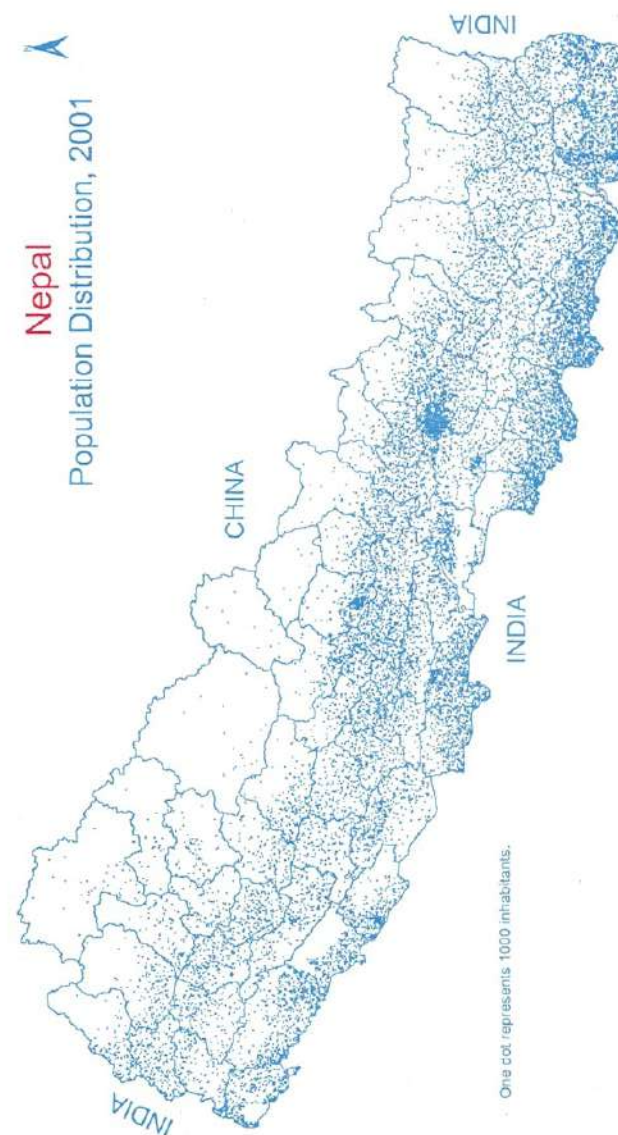 Nepal
Population Distribution, 2001
INDIA
CHINA
INDIA
INDIA
One dot represents 1000 inhabitants.